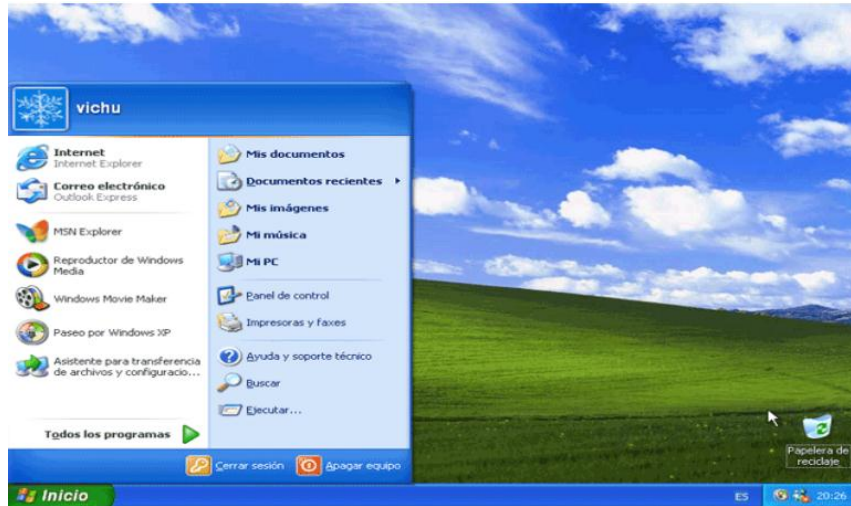 vichu
Internet
Internet Explorer
Correo electrónico
Outlook Express
MSN Explorer
Reproductor de Windows
Media
Windows Movie Maker
Paseo por Windows XP
Asistente para transferencia
de archivos y configuracio...
Todos los programas
Mis documentos
Documentos recientes
Mis imágenes
Mi música
Mi PC
Panel de control
Impresoras y faxes
Ayuda y soporte técnico
Buscar
Ejecutar...
Cerrar sesión
Apagar equipo
Papelera de
reciclaje
Inicio
ES
20:26